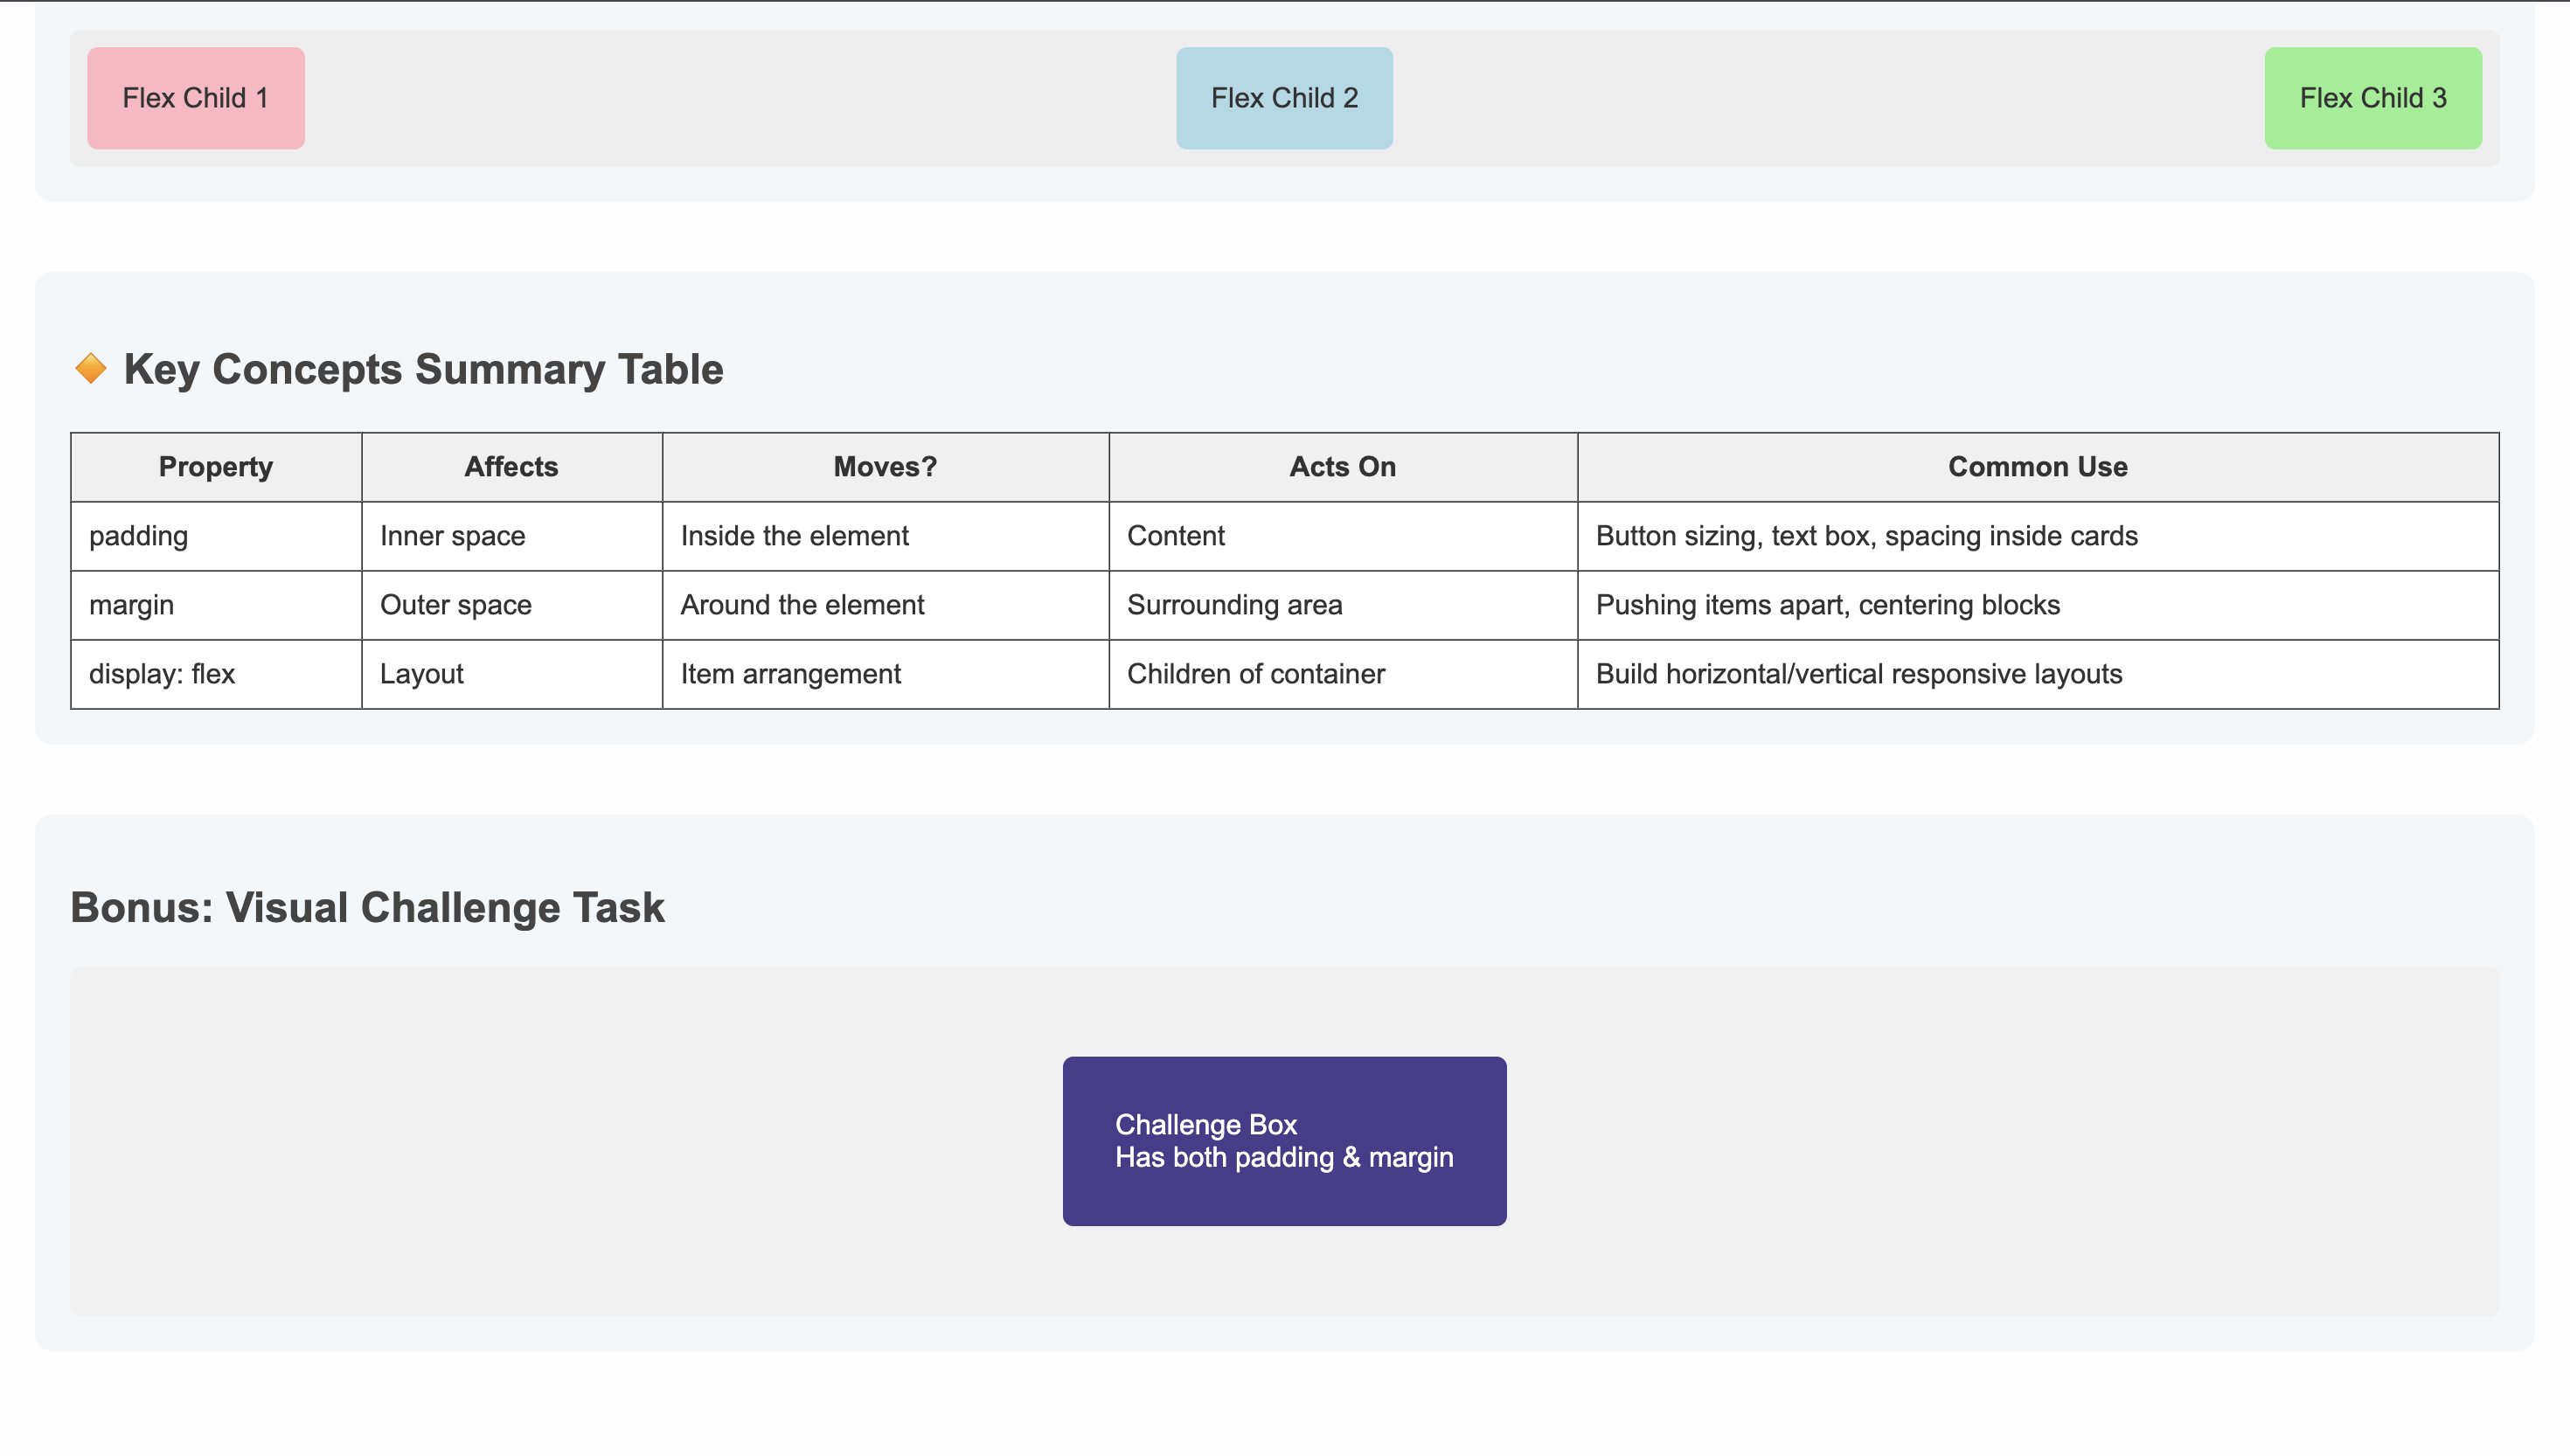 Flex Child 1 Flex Child 2 Flex Child 3
🔶 Key Concepts Summary Table
Property Affects Moves? Acts On Common Use
padding Inner space Inside the element Content Button sizing, text box, spacing inside cards
margin Outer space Around the element Surrounding area Pushing items apart, centering blocks
display: flex Layout Item arrangement Children of container Build horizontal/vertical responsive layouts
Bonus: Visual Challenge Task
Challenge Box
Has both padding & margin